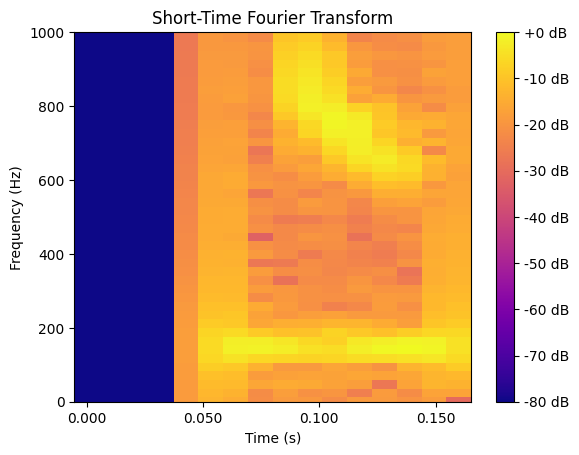 Short-Time Fourier Transform
1000
800
600
400
200
0
Frequency (Hz)
0.000
0.050
0.100
0.150
Time (s)
+0 dB
-10 dB
-20 dB
-30 dB
-40 dB
-50 dB
-60 dB
-70 dB
-80 dB